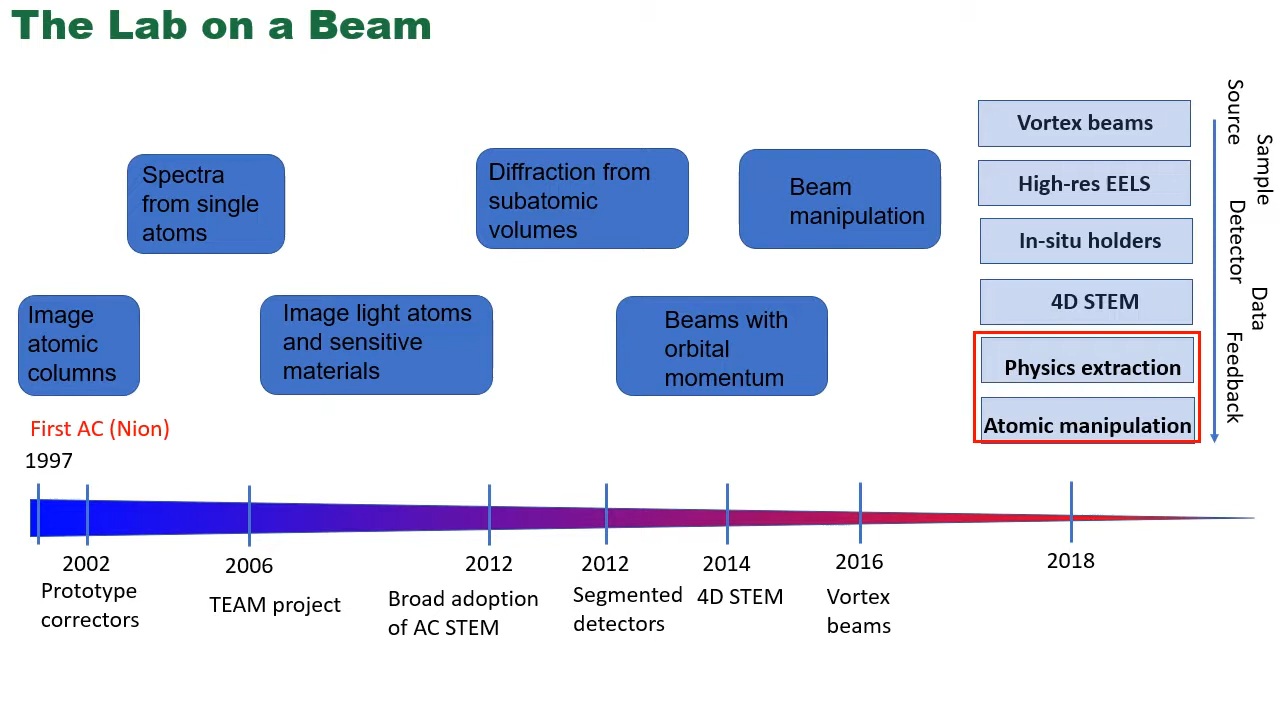 The Lab on a Beam
Spectra
from single
atoms
Diffraction from
subatomic
volumes
Beam
manipulation
Image
atomic
columns
Image light atoms
and sensitive
materials
Beams with
orbital
momentum
Vortex beams
High-res EELS
In-situ holders
4D STEM
Physics extraction
Atomic manipulation
Source
Sample
Detector
Data
Feedback
First AC (Nion)
1997
2002
Prototype
correctors
2006
TEAM project
2012
Broad adoption
of AC STEM
2012
Segmented
detectors
2014
4D STEM
2016
Vortex
beams
2018